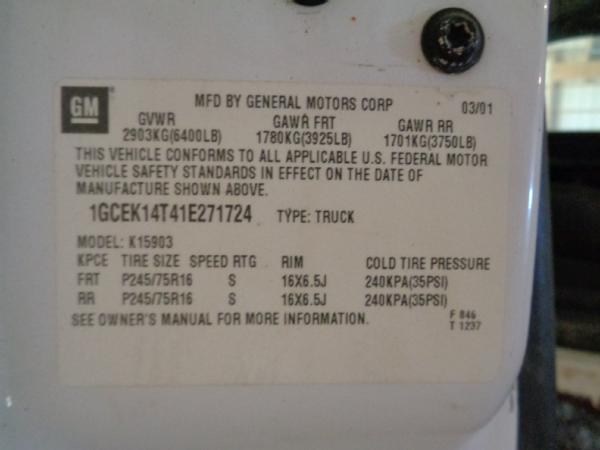 GM
MFD BY GENERAL MOTORS CORP 03/01
GVWR GAWR FRT GAWR RR
2903KG(6400LB) 1780KG(3925LB) 1701KG(3750LB)
THIS VEHICLE CONFORMS TO ALL APPLICABLE U.S. FEDERAL MOTOR
VEHICLE SAFETY STANDARDS IN EFFECT ON THE DATE OF
MANUFACTURE SHOWN ABOVE.
1GCEK14T41E271724 TYPE: TRUCK
MODEL: K15903
KPCE TIRE SIZE SPEED RTG RIM COLD TIRE PRESSURE
FRT P245/75R16 S 16X6.5J 240KPA(35PSI)
RR P245/75R16 S 16X6.5J 240KPA(35PSI)
SEE OWNER'S MANUAL FOR MORE INFORMATION. F 846
T 1237